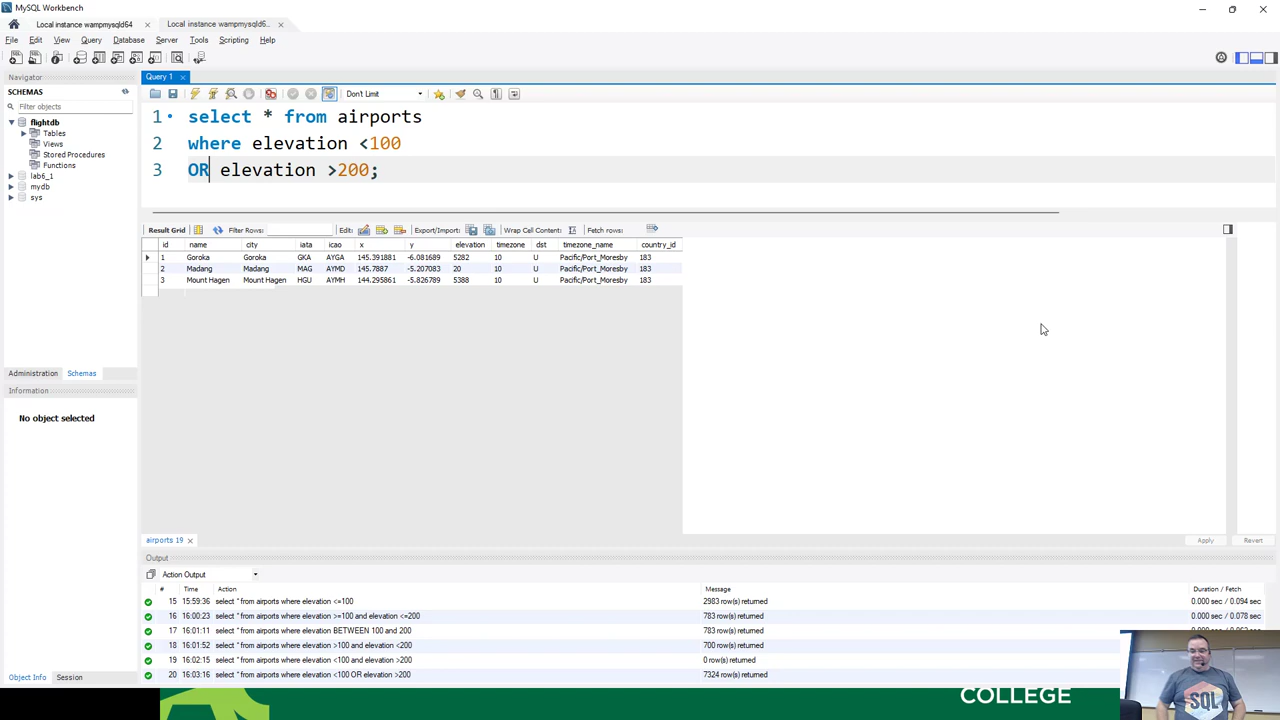 MySQL Workbench
Local instance wampmysqld64 × Local instance wampmysqld6.. ×
File Edit View Query Database Server Tools Scripting Help
Navigator
SCHEMAS
Filter objects
flightdb
Tables
Views
Stored Procedures
Functions
lab6_1
mydb
sys
Administration Schemas
Information
No object selected
Object Info Session
Query 1 ×
Don't Limit
1 select * from airports
2 where elevation <100
3 OR elevation >200;
Result Grid Filter Rows: Edit: Export/Import: Wrap Cell Content: Fetch rows:
id name city iata icao x y elevation timezone dst timezone_name country_id
1 Goroka Goroka GKA AYGA 145.391881 -6.081689 5282 10 U Pacific/Port_Moresby 183
2 Madang Madang MAG AYMD 145.7887 -5.207083 20 10 U Pacific/Port_Moresby 183
3 Mount Hagen Mount Hagen HGU AYMH 144.295861 -5.826789 5388 10 U Pacific/Port_Moresby 183
airports 19 × Apply Revert
Output
Action Output
# Time Action Message Duration / Fetch
15 15:59:36 select * from airports where elevation <=100 2983 row(s) returned 0.000 sec / 0.094 sec
16 16:00:23 select * from airports where elevation >=100 and elevation <=200 783 row(s) returned 0.000 sec / 0.078 sec
17 16:01:11 select * from airports where elevation BETWEEN 100 and 200 783 row(s) returned
18 16:01:52 select * from airports where elevation >100 and elevation <200 700 row(s) returned
19 16:02:15 select * from airports where elevation <100 and elevation >200 0 row(s) returned
20 16:03:16 select * from airports where elevation <100 OR elevation >200 7324 row(s) returned
COLLEGE
SQL